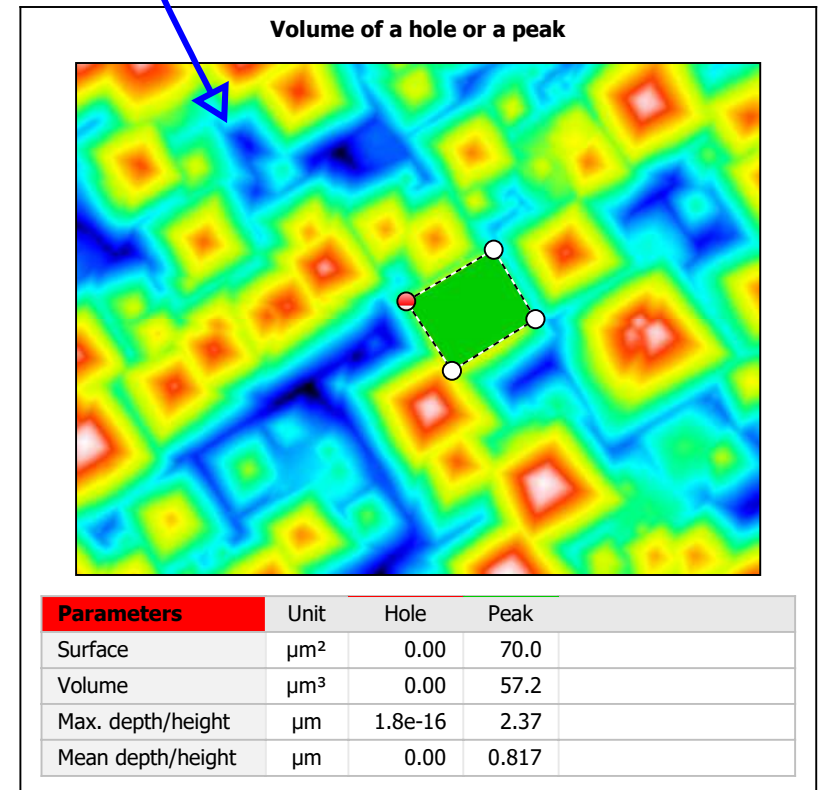 Volume of a hole or a peak
Parameters Unit Hole Peak
Surface µm² 0.00 70.0
Volume µm³ 0.00 57.2
Max. depth/height µm 1.8e-16 2.37
Mean depth/height µm 0.00 0.817